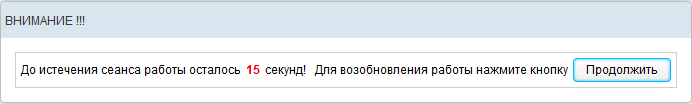 ВНИМАНИЕ !!!
До истечения сеанса работы осталось 15 секунд! Для возобновления работы нажмите кнопку Продолжить